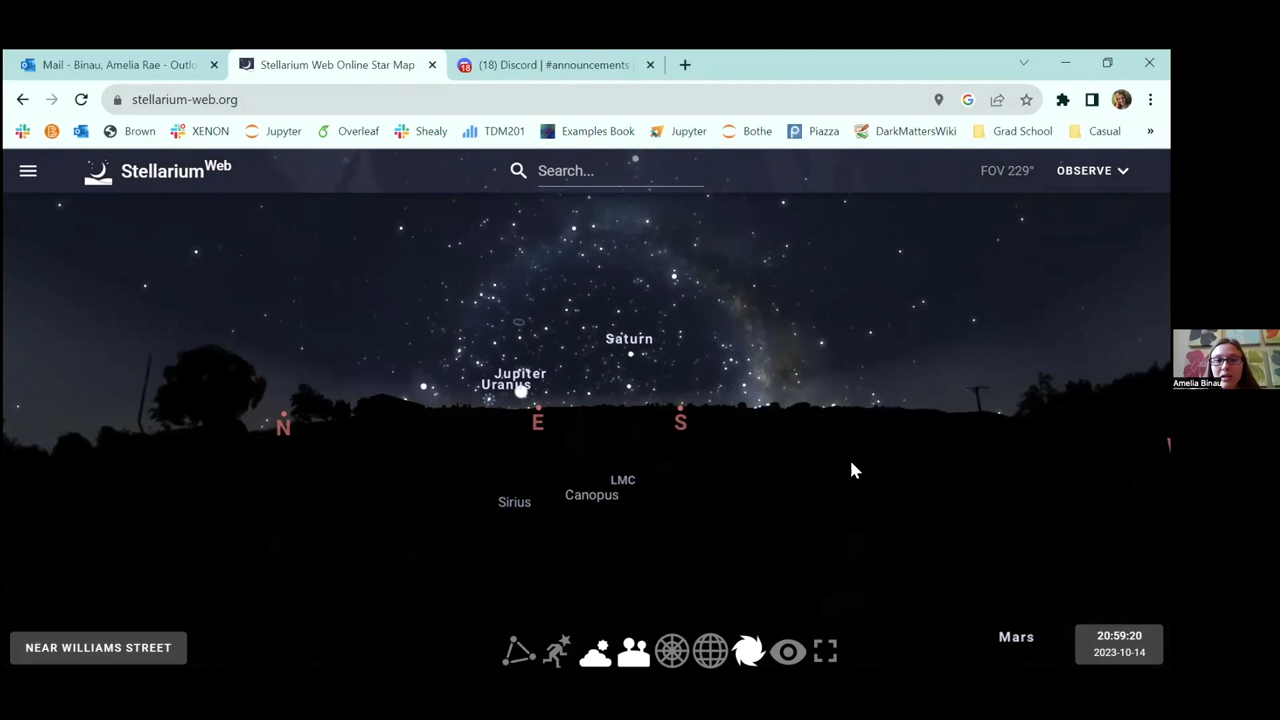 Mail - Binau, Amelia Rae - Outlo
Stellarium Web Online Star Map
(18) Discord | #announcements
stellarium-web.org
Brown XENON Jupyter Overleaf Shealy TDM201 Examples Book Jupyter Bothe Piazza DarkMattersWiki Grad School Casual »
StellariumWeb
Search...
FOV 229°
OBSERVE
Saturn
Jupiter
Uranus
N
E
S
LMC
Canopus
Sirius
Amelia Binau
NEAR WILLIAMS STREET
Mars
20:59:20
2023-10-14